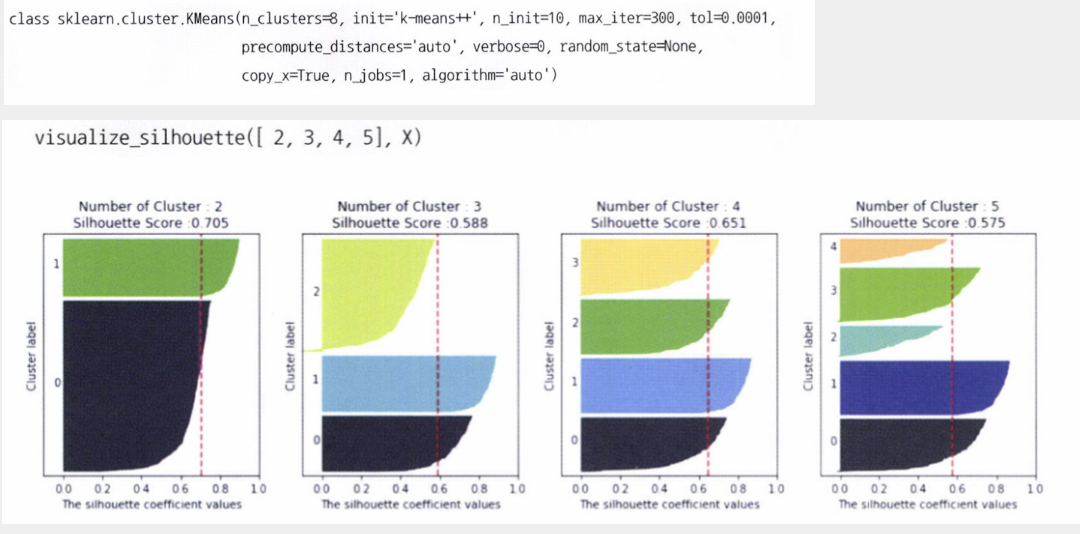 class sklearn.cluster.KMeans(n_clusters=8, init='k-means++', n_init=10, max_iter=300, tol=0.0001,
precompute_distances='auto', verbose=0, random_state=None,
copy_x=True, n_jobs=1, algorithm='auto')
visualize_silhouette([ 2, 3, 4, 5], X)
Number of Cluster : 2
Silhouette Score :0.705
Cluster label
1
0
0.0 0.2 0.4 0.6 0.8 1.0
The silhouette coefficient values
Number of Cluster : 3
Silhouette Score :0.588
Cluster label
2
1
0
0.0 0.2 0.4 0.6 0.8 1.0
The silhouette coefficient values
Number of Cluster : 4
Silhouette Score :0.651
Cluster label
3
2
1
0
0.0 0.2 0.4 0.6 0.8 1.0
The silhouette coefficient values
Number of Cluster : 5
Silhouette Score :0.575
Cluster label
4
3
2
1
0
0.0 0.2 0.4 0.6 0.8 1.0
The silhouette coefficient values